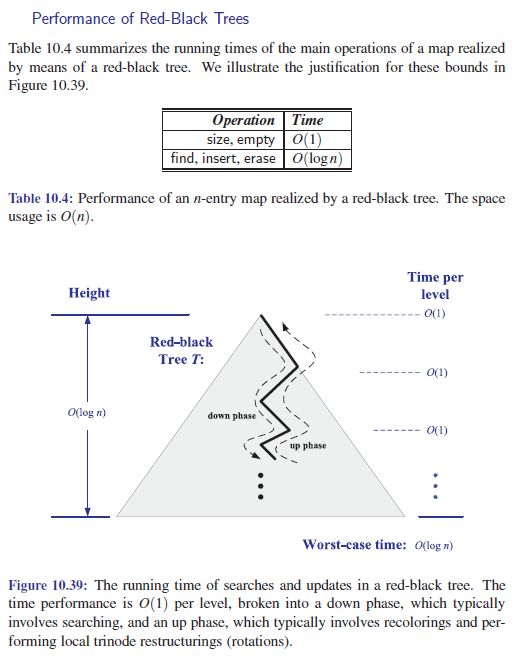 Performance of Red-Black Trees
Table 10.4 summarizes the running times of the main operations of a map realized
by means of a red-black tree. We illustrate the justification for these bounds in
Figure 10.39.
Operation Time
size, empty O(1)
find, insert, erase O(log n)
Table 10.4: Performance of an n-entry map realized by a red-black tree. The space
usage is O(n).
Height
Time per
level
O(1)
Red-black
Tree T:
O(1)
O(log n)
down phase
O(1)
up phase
Worst-case time: O(log n)
Figure 10.39: The running time of searches and updates in a red-black tree. The
time performance is O(1) per level, broken into a down phase, which typically
involves searching, and an up phase, which typically involves recolorings and per-
forming local trinode restructurings (rotations).